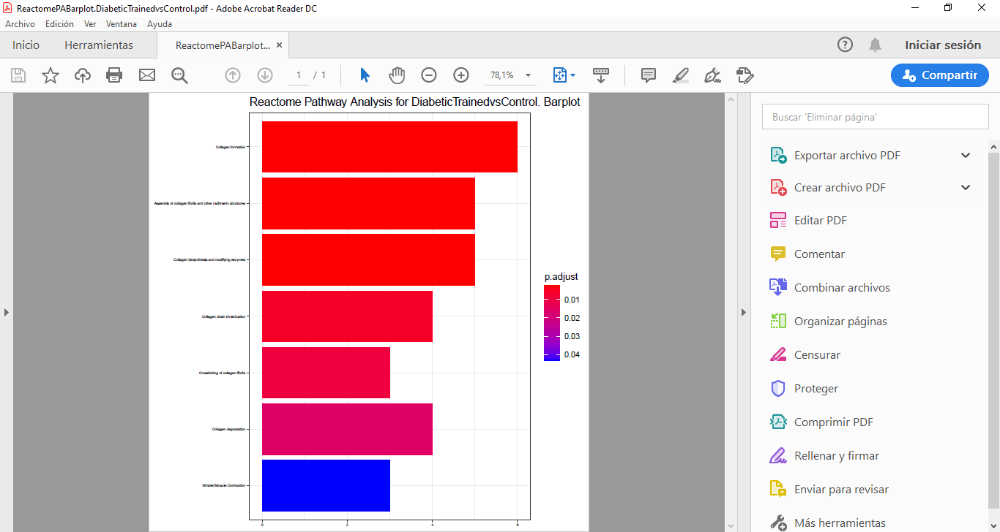 ReactomePABarplot.DiabeticTrainedvsControl.pdf - Adobe Acrobat Reader DC
Archivo Edición Ver Ventana Ayuda
Inicio Herramientas ReactomePABarplot... × Iniciar sesión
1 / 1 78,1% Compartir
Reactome Pathway Analysis for DiabeticTrainedvsControl. Barplot
Collagen formation
Assembly of collagen fibrils and other multimeric structures
Collagen biosynthesis and modifying enzymes
Collagen chain trimerization
Crosslinking of collagen fibrils
Collagen degradation
Striated Muscle Contraction
0 2 4 6
p.adjust
0.01
0.02
0.03
0.04
Buscar 'Eliminar página'
Exportar archivo PDF
Crear archivo PDF
Editar PDF
Comentar
Combinar archivos
Organizar páginas
Censurar
Proteger
Comprimir PDF
Rellenar y firmar
Enviar para revisar
Más herramientas